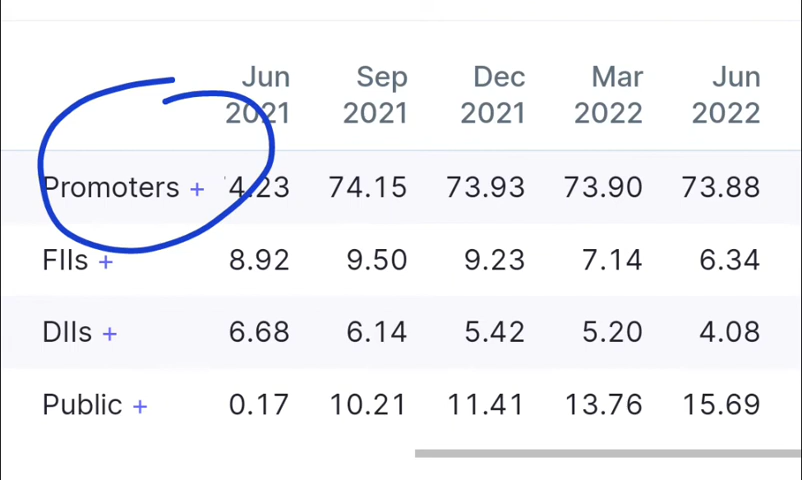 Jun Sep Dec Mar Jun
2021 2021 2021 2022 2022
Promoters + 4.23 74.15 73.93 73.90 73.88
FIIs + 8.92 9.50 9.23 7.14 6.34
DIIs + 6.68 6.14 5.42 5.20 4.08
Public + 0.17 10.21 11.41 13.76 15.69